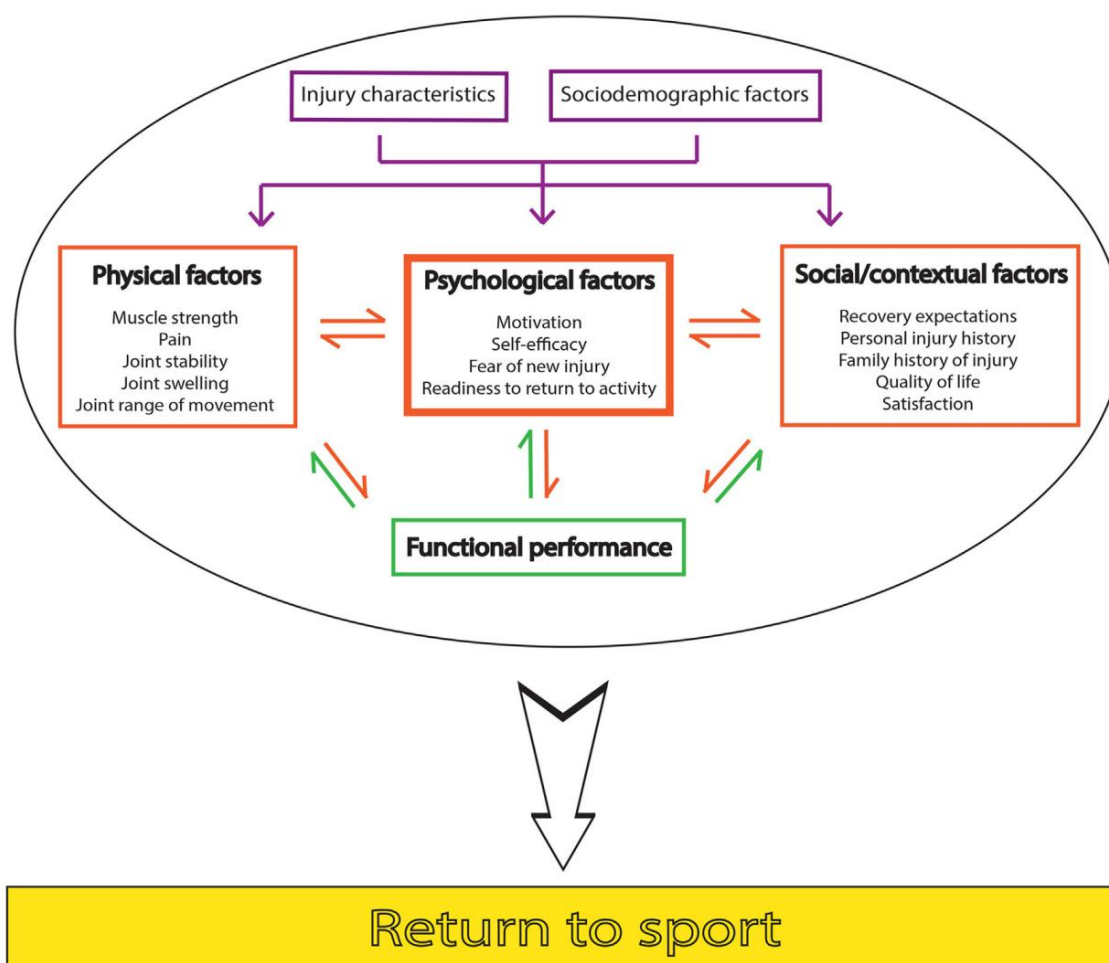 Injury characteristics
Sociodemographic factors
Physical factors
Muscle strength
Pain
Joint stability
Joint swelling
Joint range of movement
Psychological factors
Motivation
Self-efficacy
Fear of new injury
Readiness to return to activity
Social/contextual factors
Recovery expectations
Personal injury history
Family history of injury
Quality of life
Satisfaction
Functional performance
Return to sport